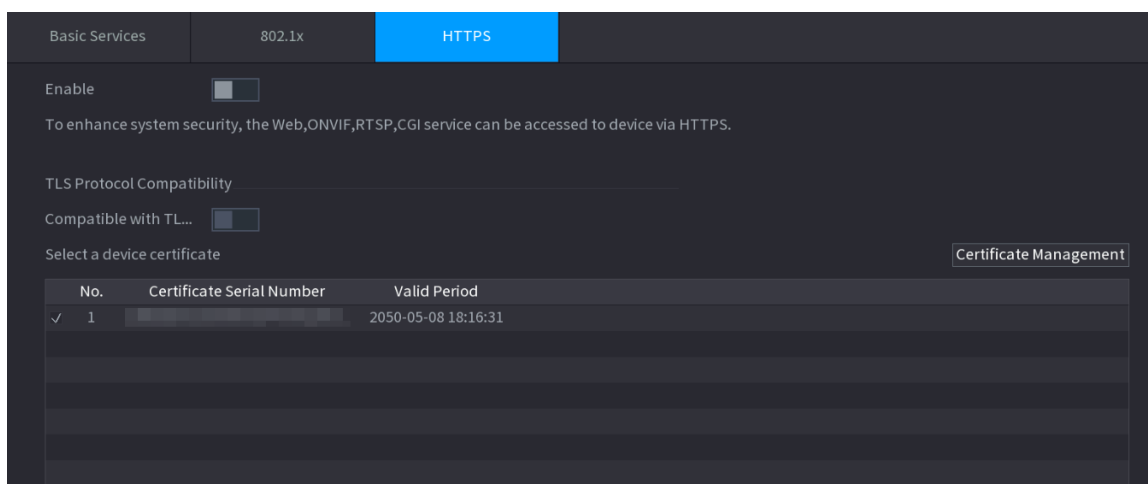 Basic Services 802.1x HTTPS
Enable
To enhance system security, the Web,ONVIF,RTSP,CGI service can be accessed to device via HTTPS.
TLS Protocol Compatibility
Compatible with TL...
Select a device certificate Certificate Management
No. Certificate Serial Number Valid Period
1 2050-05-08 18:16:31